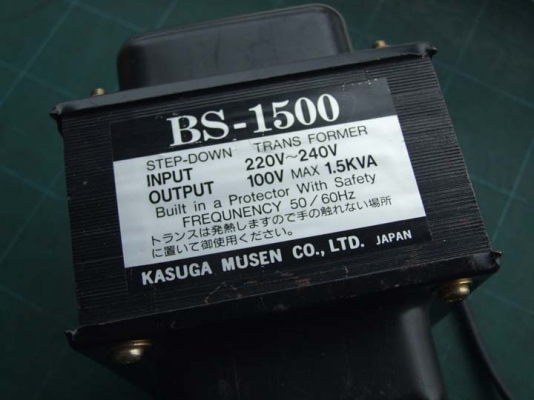 BS-1500
STEP-DOWN TRANS FORMER
INPUT 220V～240V
OUTPUT 100V MAX 1.5KVA
Built in a Protector With Safety
FREQUNENCY 50/60Hz
トランスは発熱しますので手の触れない場所
に置いて御使用ください。
KASUGA MUSEN CO., LTD. JAPAN